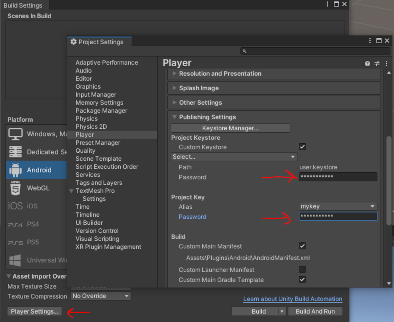 Build Settings
Scenes In Build
Project Settings
Adaptive Performance
Audio
Editor
Graphics
Input Manager
Memory Settings
Package Manager
Physics
Physics 2D
Player
Preset Manager
Quality
Scene Template
Script Execution Order
Services
Tags and Layers
TextMesh Pro
Settings
Time
Timeline
UI Builder
Version Control
Visual Scripting
XR Plugin Management
Player
Resolution and Presentation
Splash Image
Other Settings
Publishing Settings
Keystore Manager...
Project Keystore
Custom Keystore
Select...
Path
user.keystore
Password
***********
Project Key
Alias
mykey
Password
***********
Build
Custom Main Manifest
Assets\Plugins\Android\AndroidManifest.xml
Custom Launcher Manifest
Custom Main Gradle Template
Platform
Windows, Ma
Dedicated Se
Android
WebGL
iOS
PS4
PS5
Universal Win
Asset Import Over
Max Texture Size
Texture Compression
No Override
Player Settings...
Learn about Unity Build Automation
Build
Build And Run